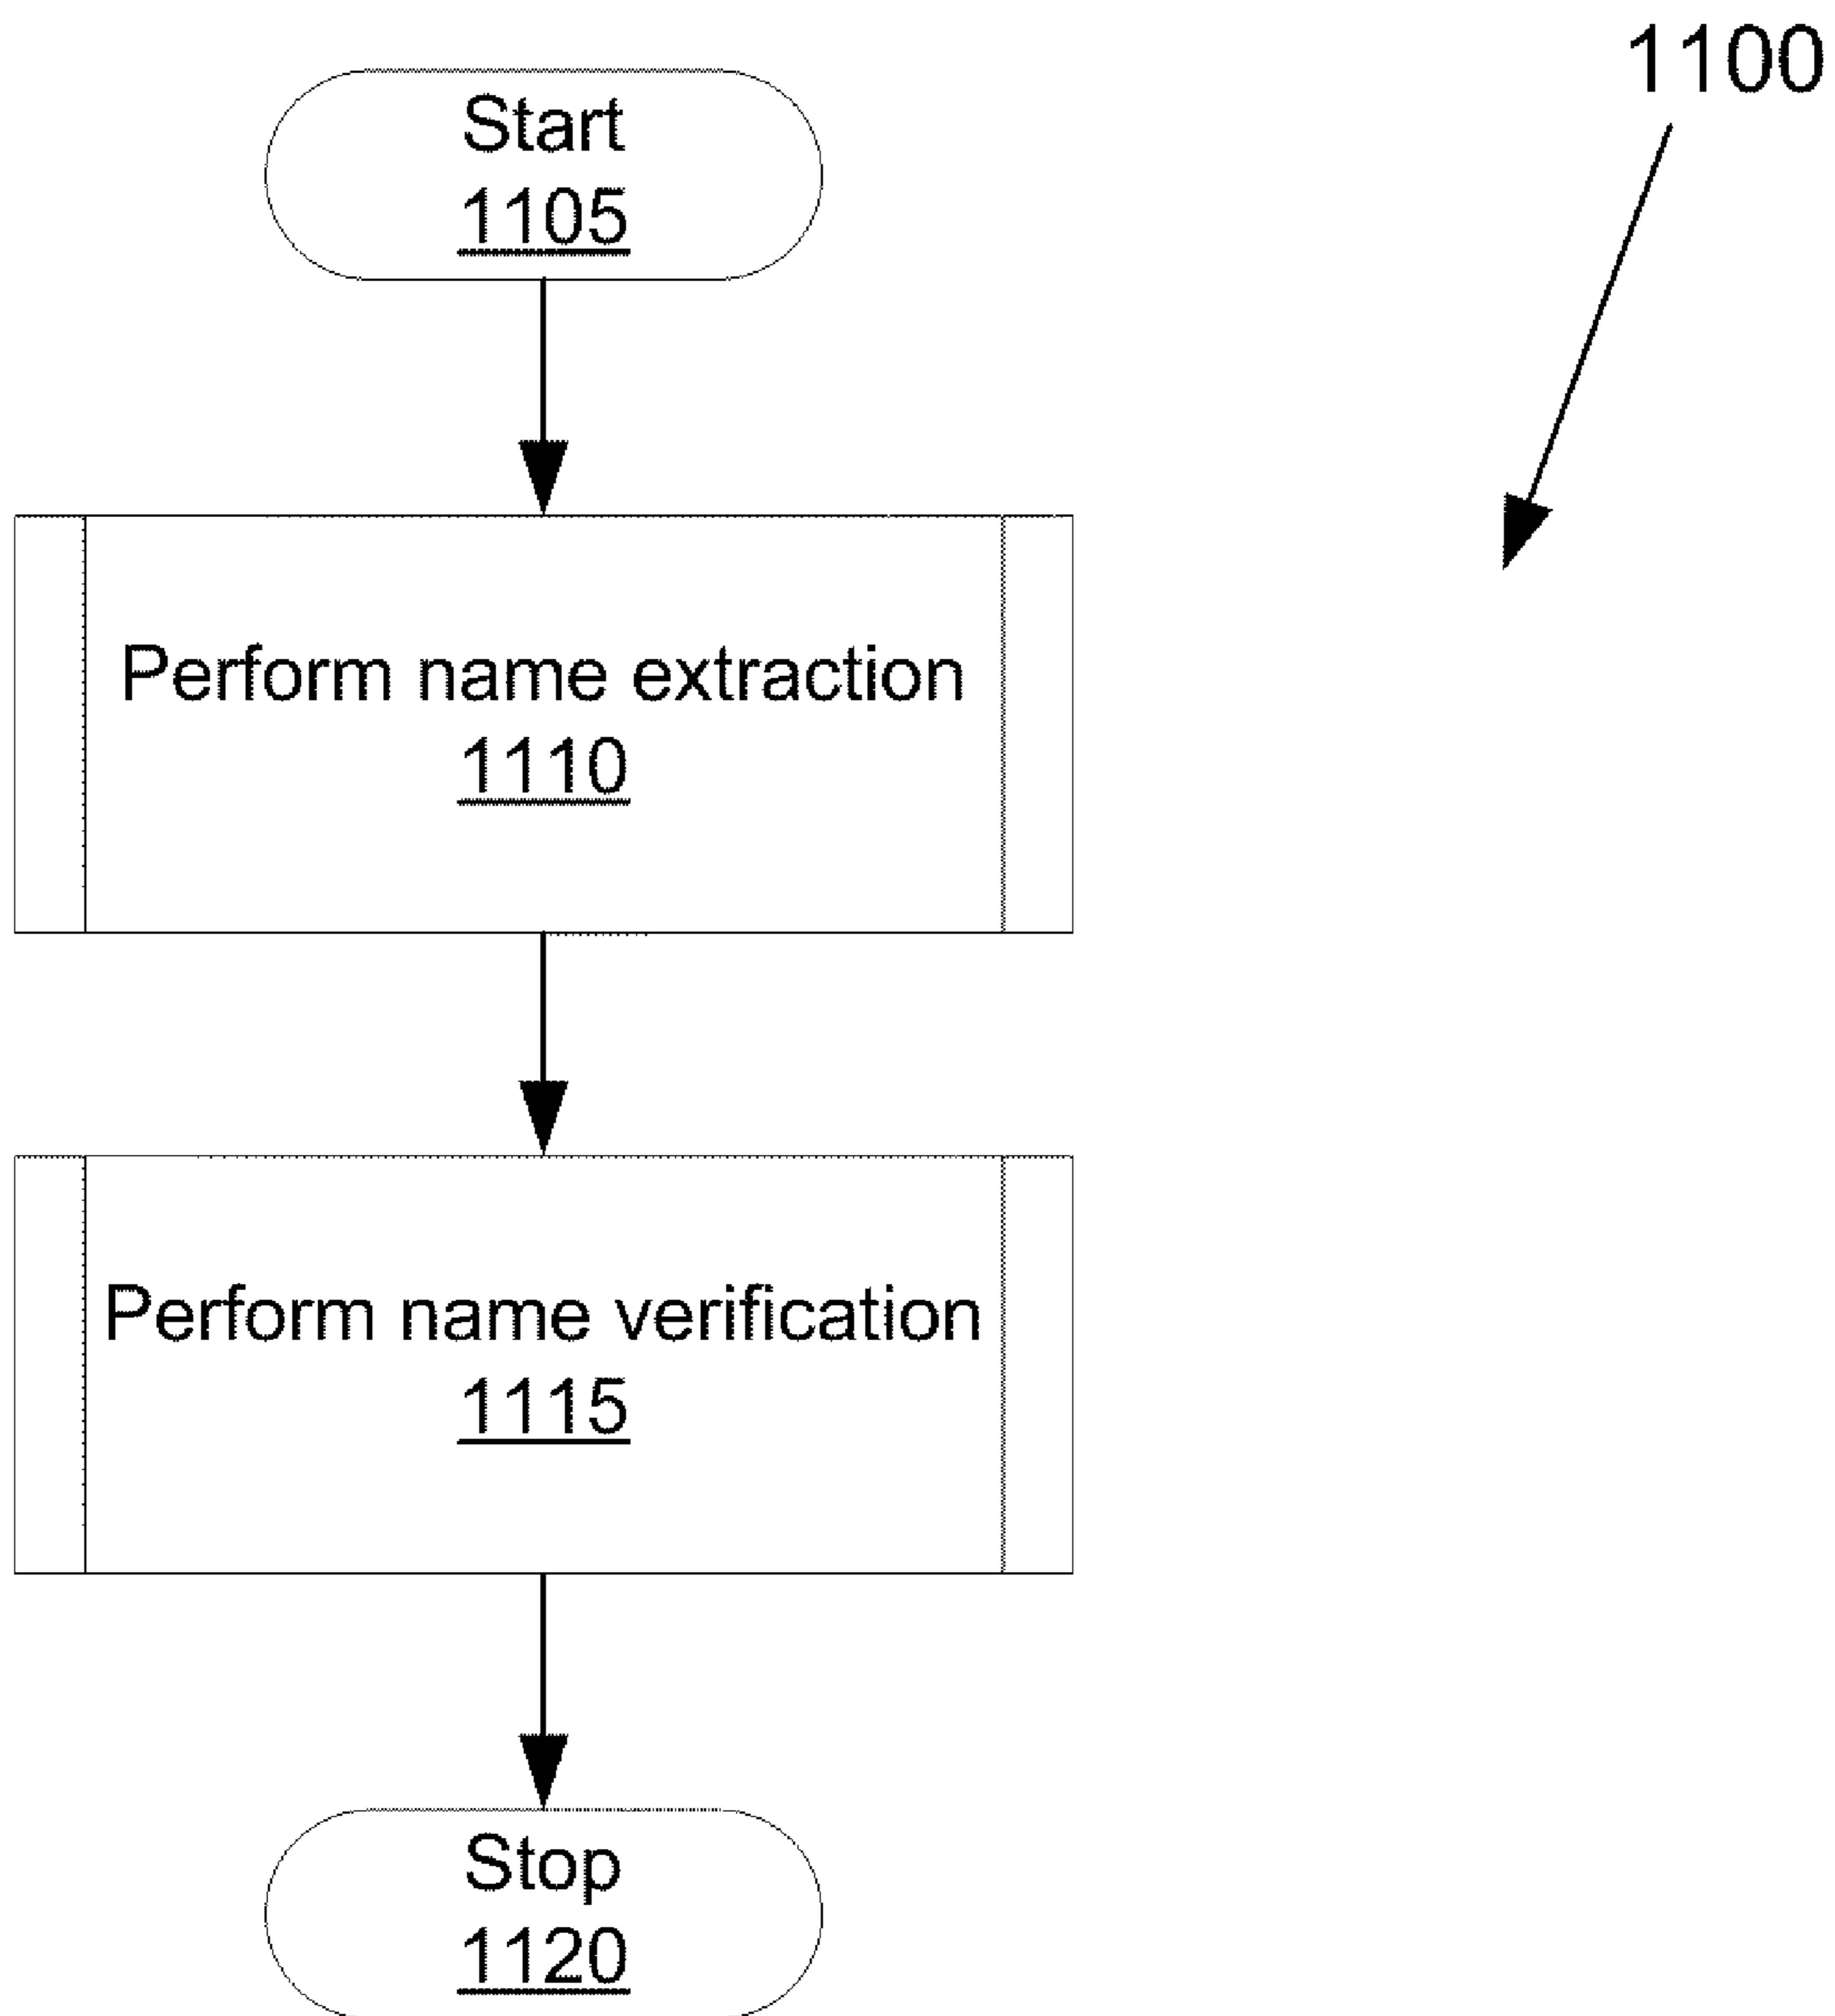 1100
Start
1105
Perform name extraction
1110
Perform name verification
1115
Stop
1120